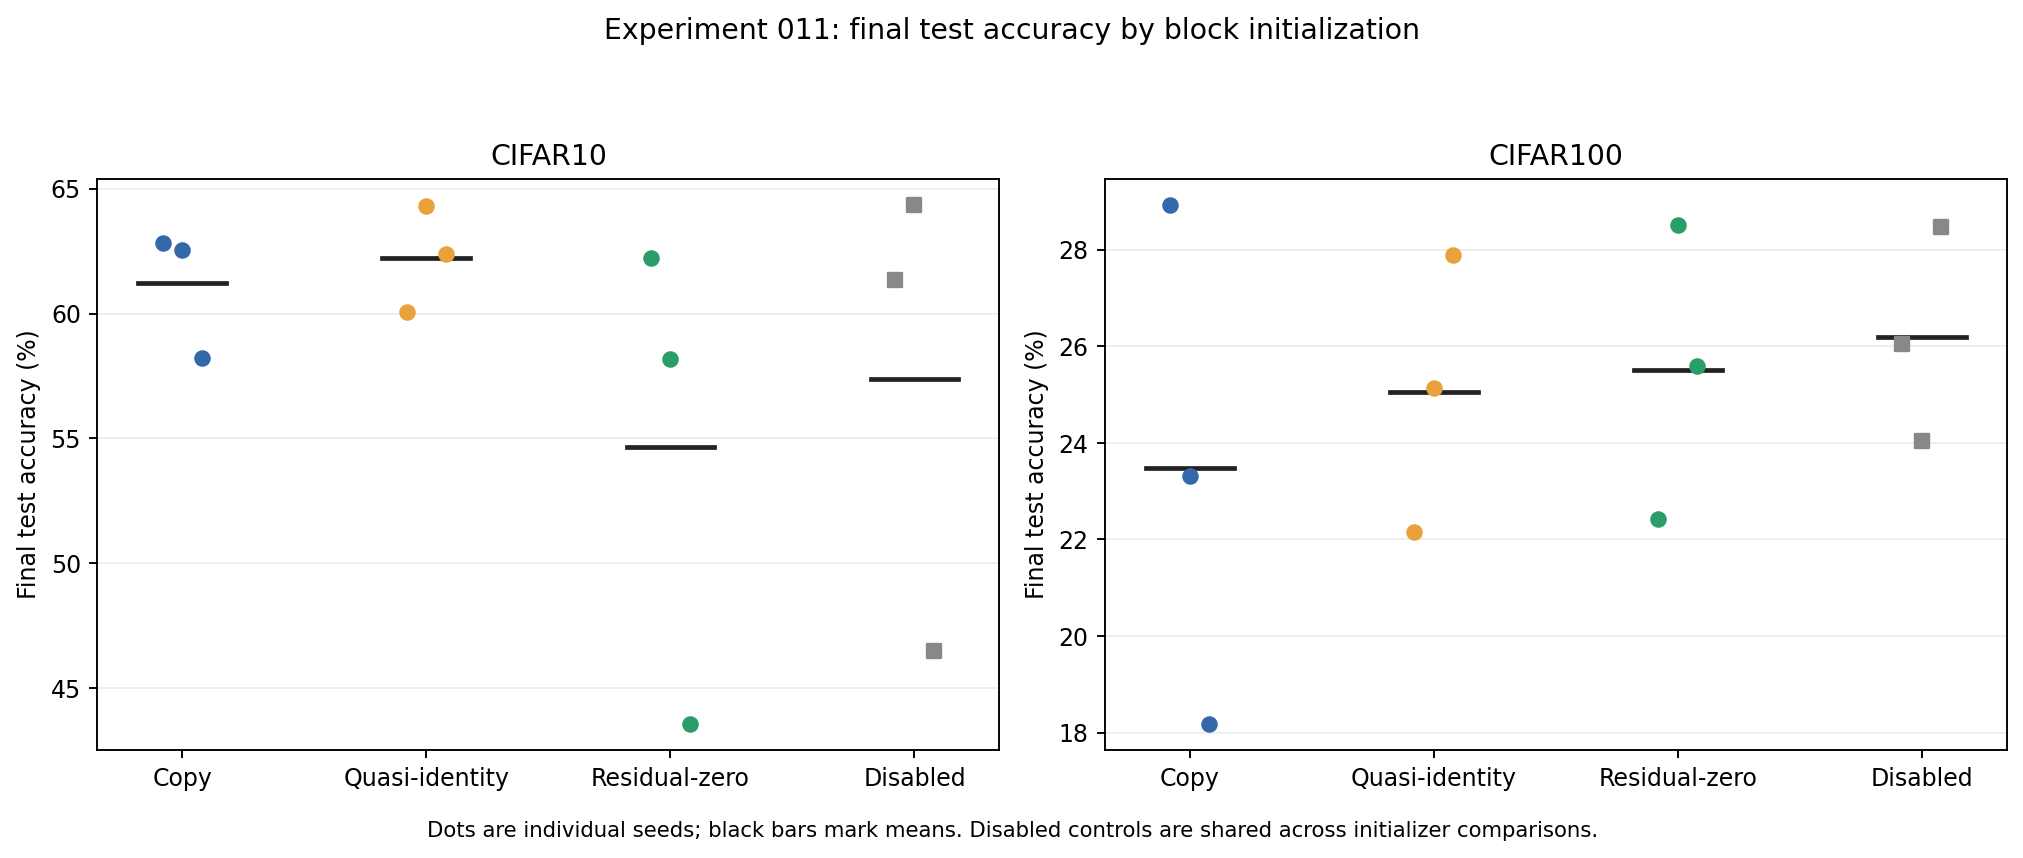 Experiment 011: final test accuracy by block initialization
CIFAR10
Final test accuracy (%)
65
60
55
50
45
Copy
Quasi-identity
Residual-zero
Disabled
CIFAR100
Final test accuracy (%)
28
26
24
22
20
18
Copy
Quasi-identity
Residual-zero
Disabled
Dots are individual seeds; black bars mark means. Disabled controls are shared across initializer comparisons.